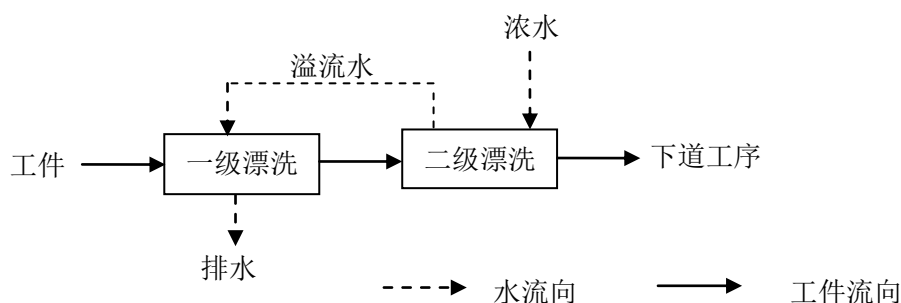 浓水
溢流水
工件
一级漂洗
二级漂洗
下道工序
排水
水流向
工件流向